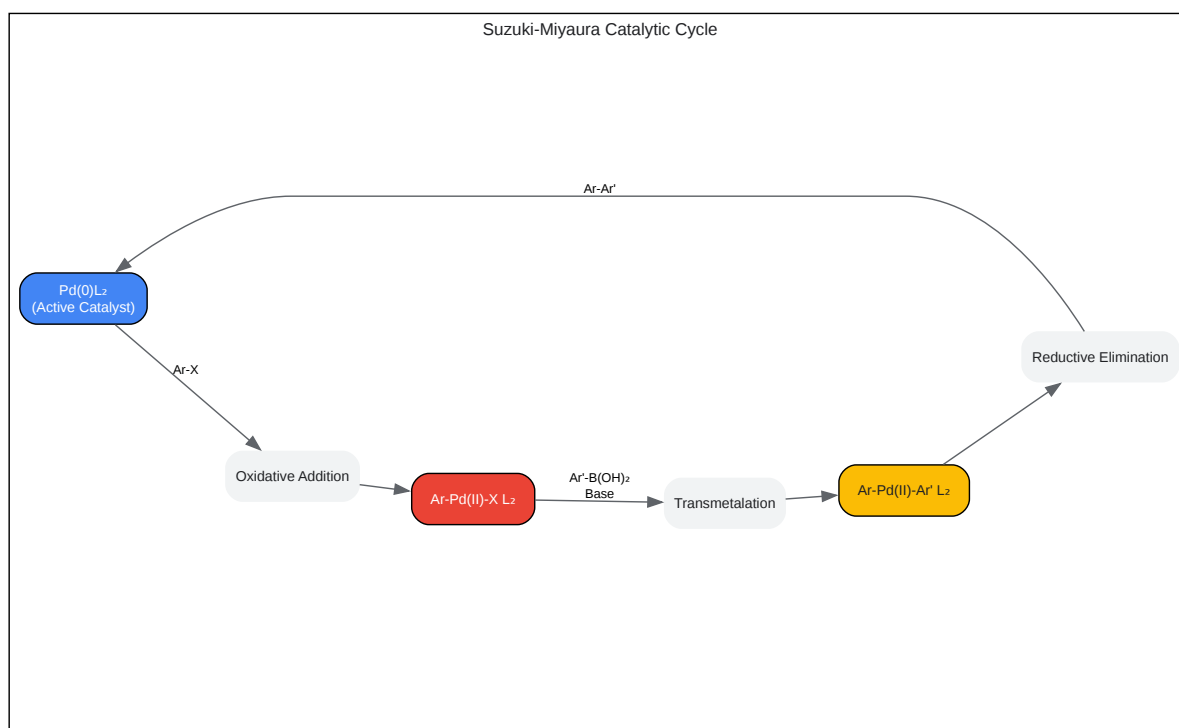 Suzuki-Miyaura Catalytic Cycle
Ar-Ar'
Pd(0)L₂
(Active Catalyst)
Ar-X
Reductive Elimination
Oxidative Addition
Ar-Pd(II)-X L₂
Ar'-B(OH)₂
Base
Transmetalation
Ar-Pd(II)-Ar' L₂